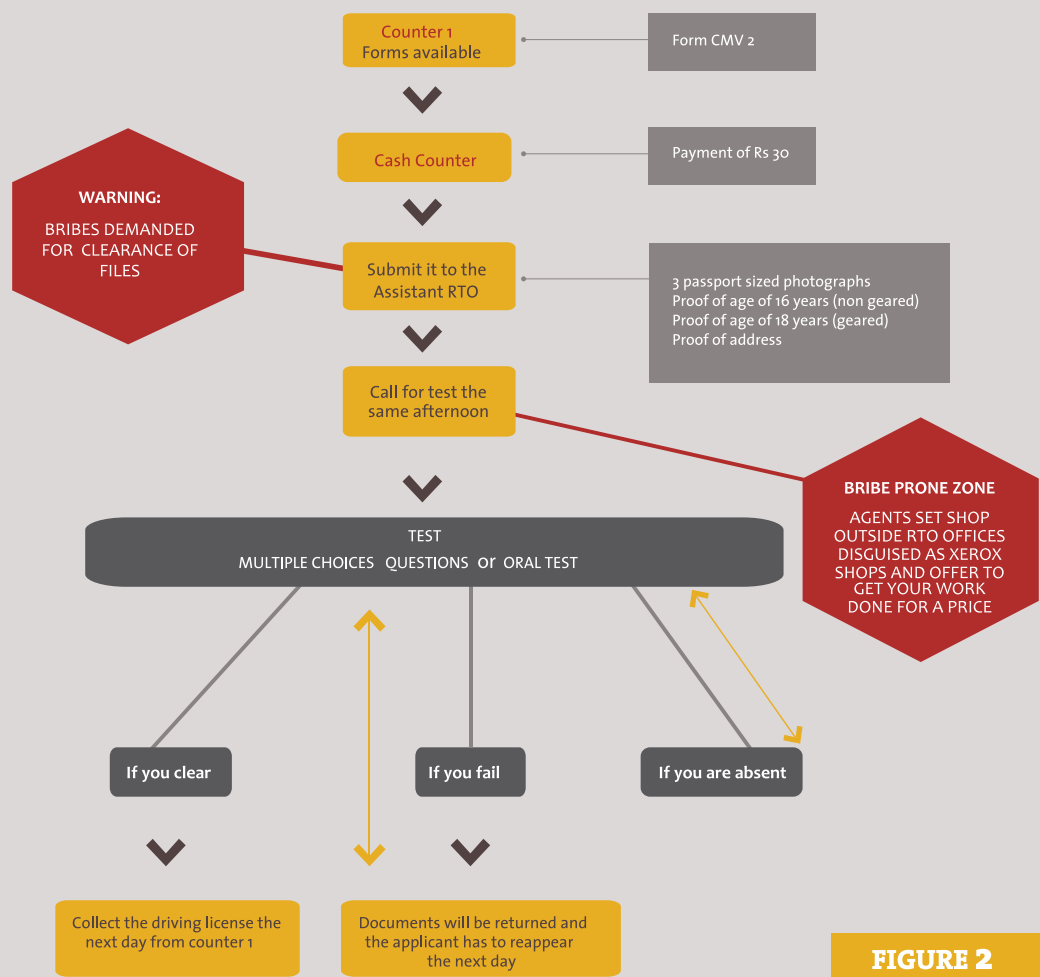 Counter 1
Forms available
Form CMV 2
Cash Counter
Payment of Rs 30
WARNING:
BRIBES DEMANDED
FOR CLEARANCE OF
FILES
Submit it to the
Assistant RTO
3 passport sized photographs
Proof of age of 16 years (non geared)
Proof of age of 18 years (geared)
Proof of address
Call for test the
same afternoon
BRIBE PRONE ZONE
AGENTS SET SHOP
OUTSIDE RTO OFFICES
DISGUISED AS XEROX
SHOPS AND OFFER TO
GET YOUR WORK
DONE FOR A PRICE
TEST
MULTIPLE CHOICES QUESTIONS or ORAL TEST
If you clear
If you fail
If you are absent
Collect the driving license the
next day from counter 1
Documents will be returned and
the applicant has to reappear
the next day
FIGURE 2